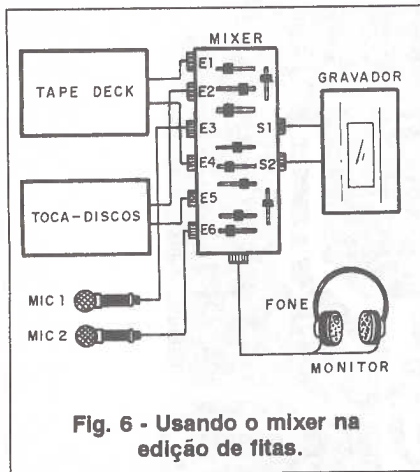 MIXER
TAPE DECK
TOCA-DISCOS
MIC 1
MIC 2
E1
E2
E3
E4
E5
E6
S1
S2
GRAVADOR
FONE
MONITOR
Fig. 6 - Usando o mixer na
edição de fitas.